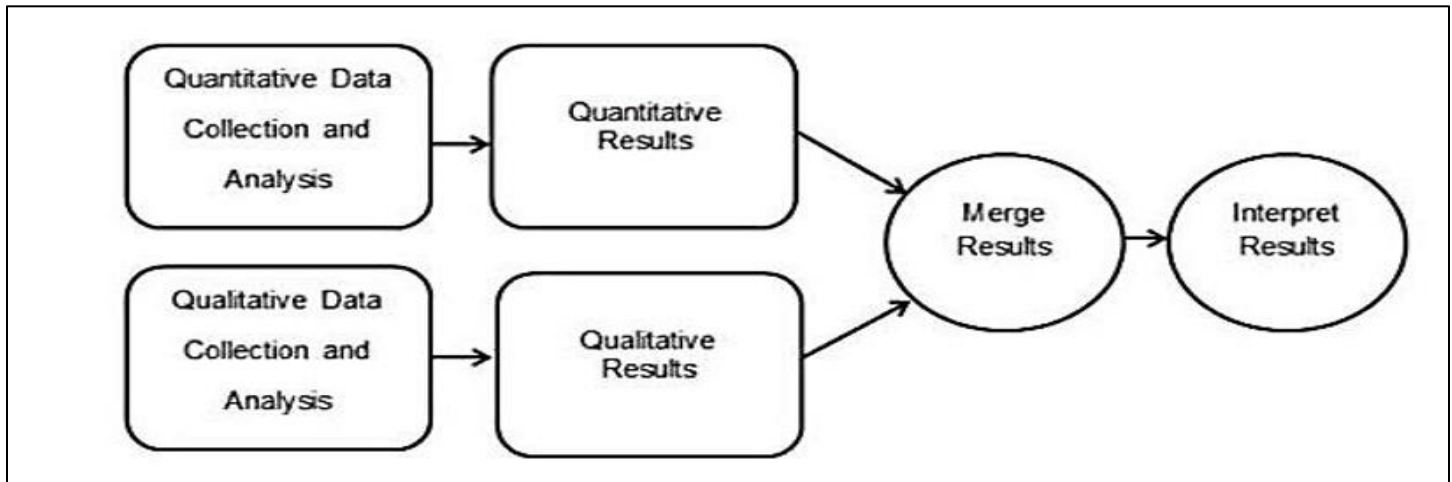 Quantitative Data
Collection and
Analysis
Quantitative
Results
Qualitative Data
Collection and
Analysis
Qualitative
Results
Merge
Results
Interpret
Results